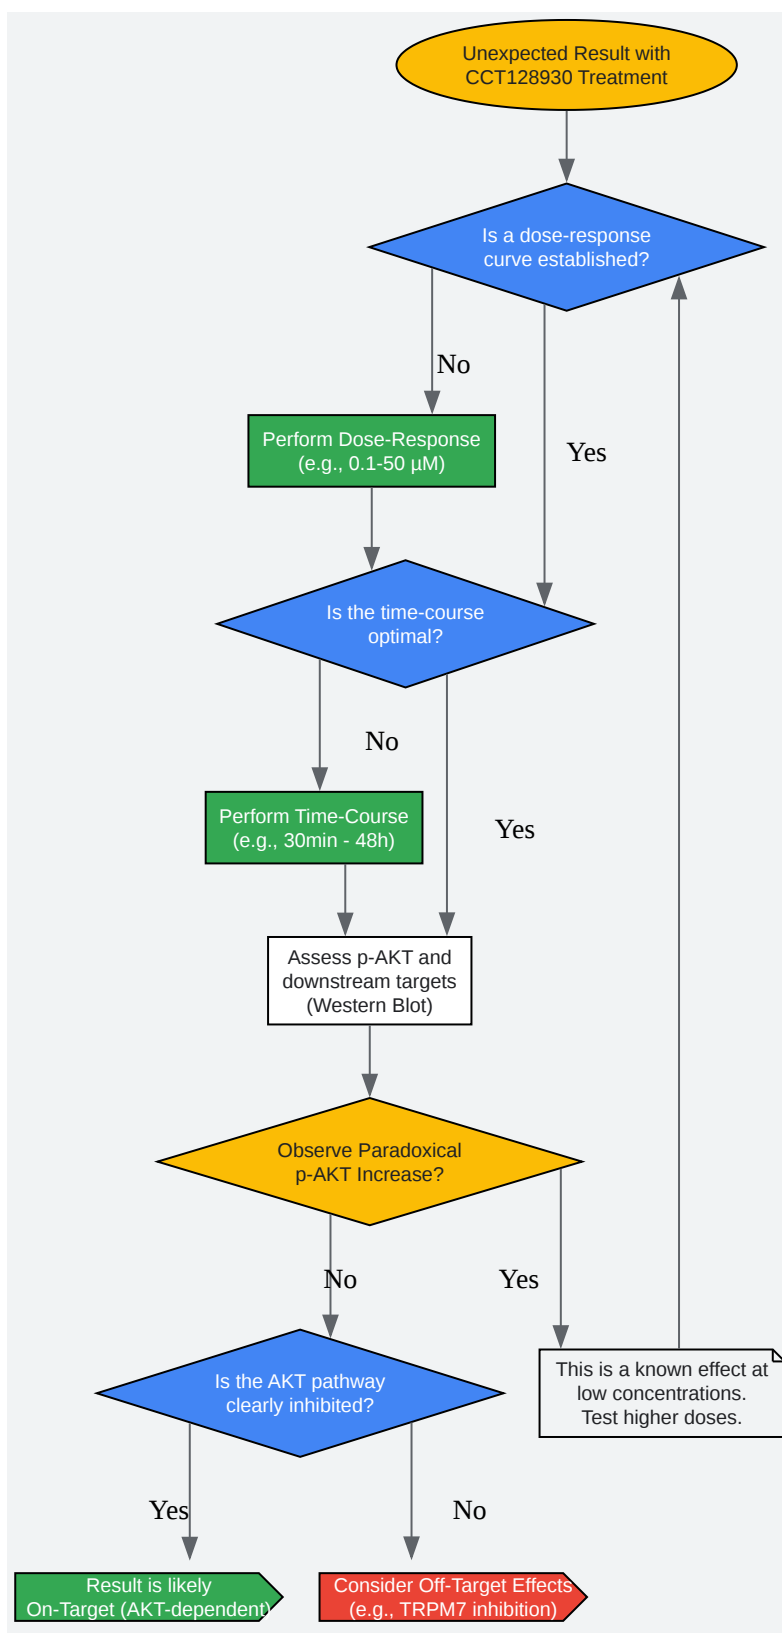 Unexpected Result with
CCT128930 Treatment
Is a dose-response
curve established?
No
Yes
Perform Dose-Response
(e.g., 0.1-50 µM)
Is the time-course
optimal?
No
Yes
Perform Time-Course
(e.g., 30min - 48h)
Assess p-AKT and
downstream targets
(Western Blot)
Observe Paradoxical
p-AKT Increase?
No
Yes
This is a known effect at
low concentrations.
Test higher doses.
Is the AKT pathway
clearly inhibited?
Yes
No
Result is likely
On-Target (AKT-dependent)
Consider Off-Target Effects
(e.g., TRPM7 inhibition)